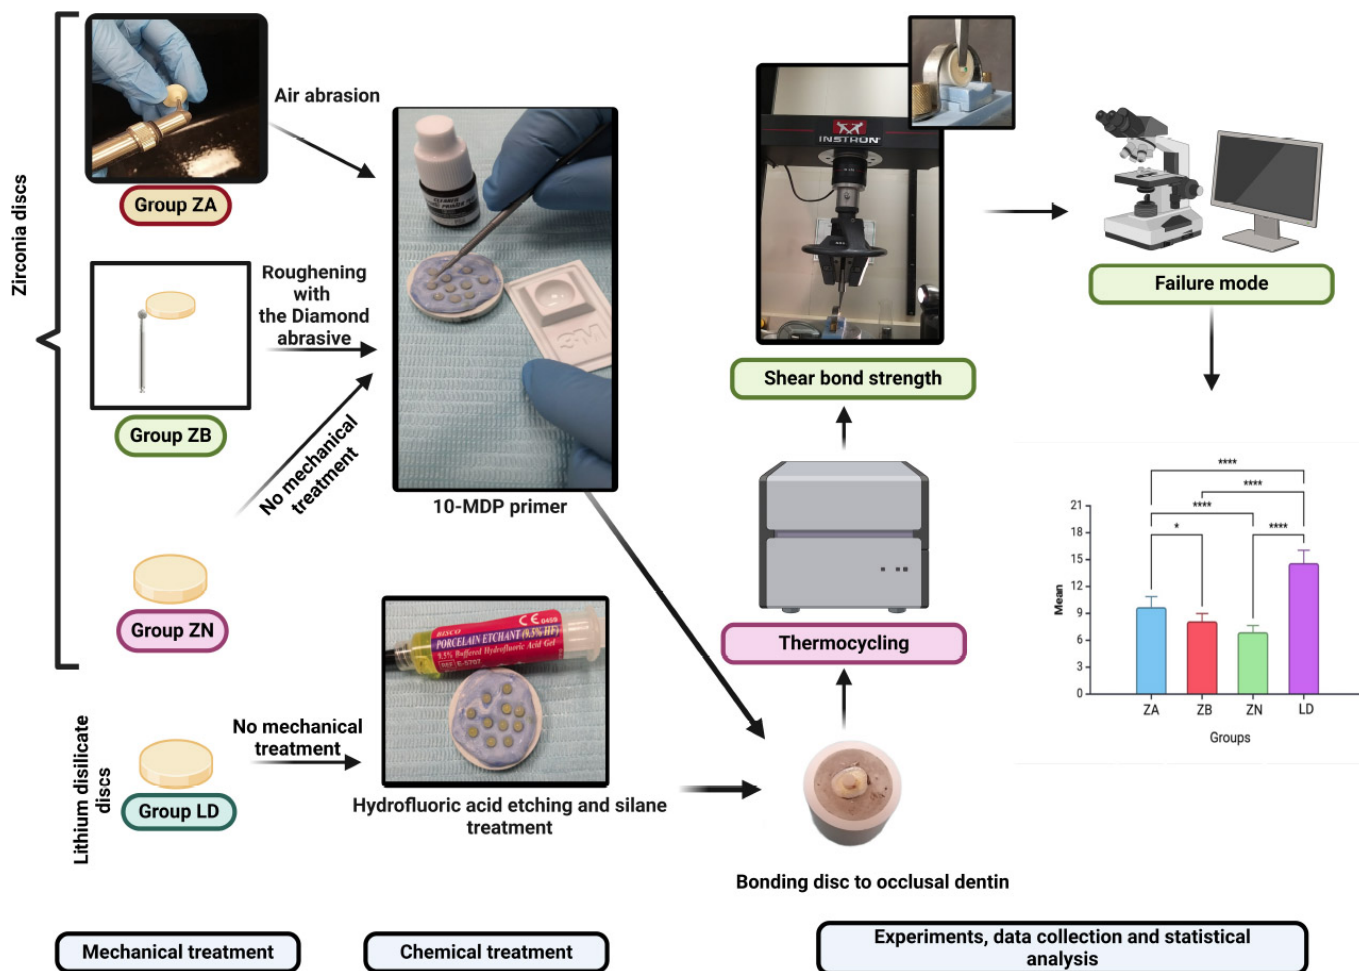 Zirconia discs
Air abrasion
Group ZA
Roughening
with
the Diamond
abrasive
Group ZB
No mechanical
treatment
Group ZN
10-MDP primer
3M
INSTRON
Shear bond strength
Failure mode
Thermocycling
****
****
****
* ****
Mean
21
18
15
12
9
6
3
0
ZA ZB ZN LD
Groups
BISCO CE 0459
PORCELAIN ETCHANT (9.5% HF)
9.5% Buffered Hydrofluoric Acid Gel
Lithium disilicate
discs
No mechanical
treatment
Group LD
Hydrofluoric acid etching and silane
treatment
Bonding disc to occlusal dentin
Mechanical treatment
Chemical treatment
Experiments, data collection and statistical
analysis